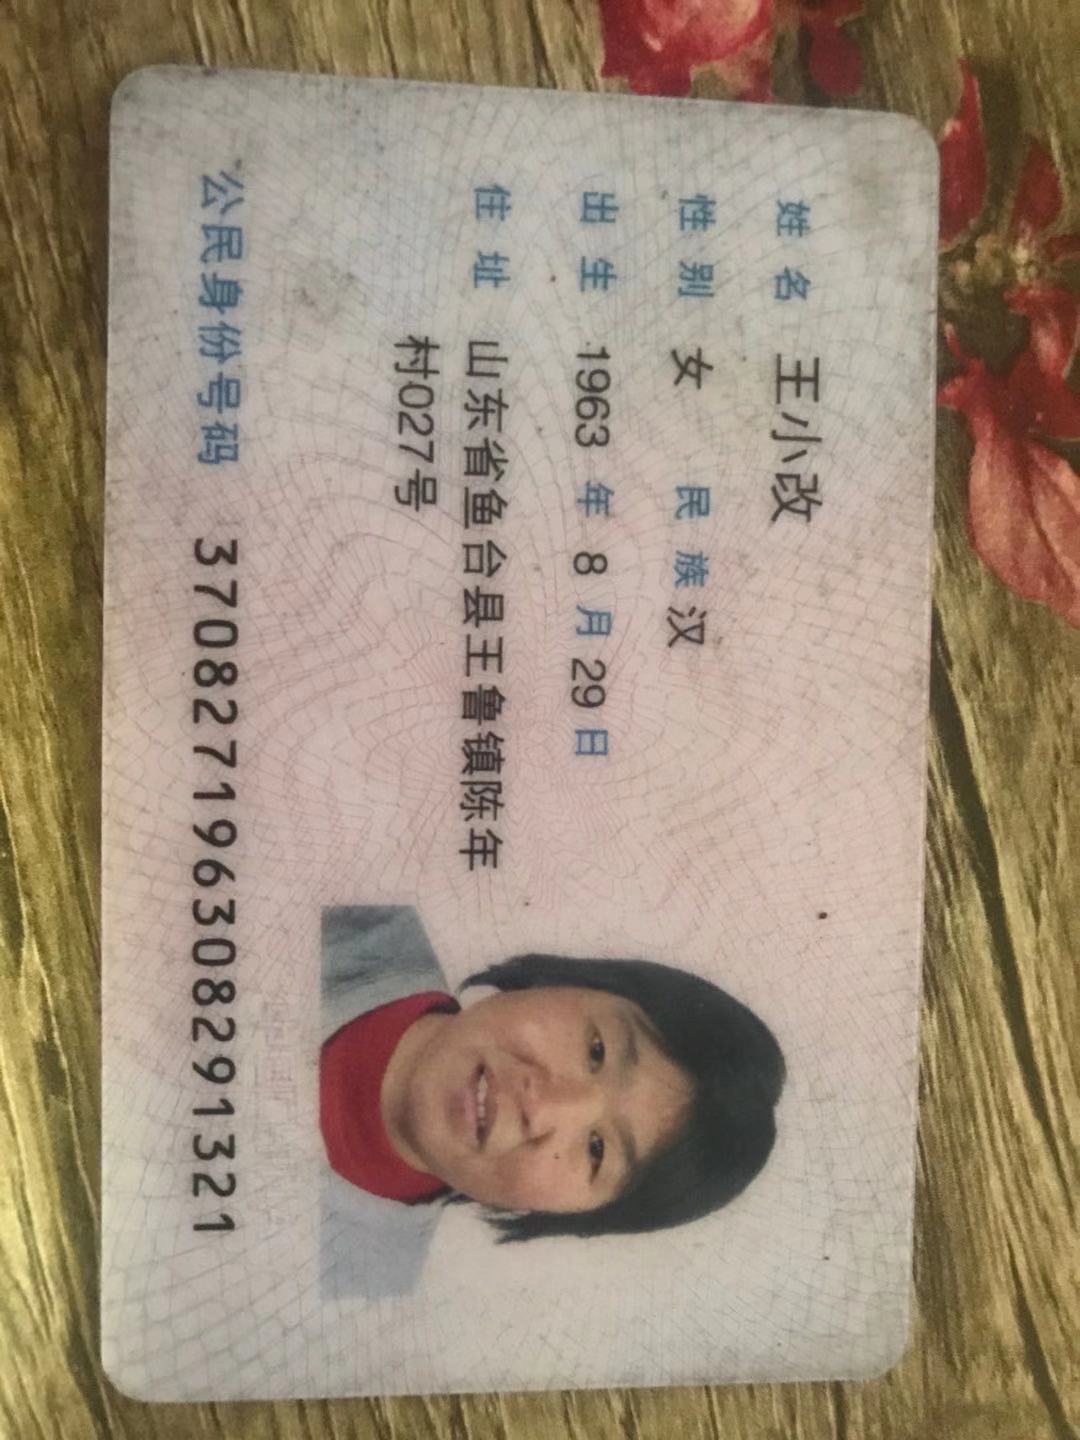 姓名 王小改
性别 女 民族 汉
出生 1963 年 8 月 29 日
住址 山东省鱼台县王鲁镇陈年
村027号
公民身份号码 370827196308291321